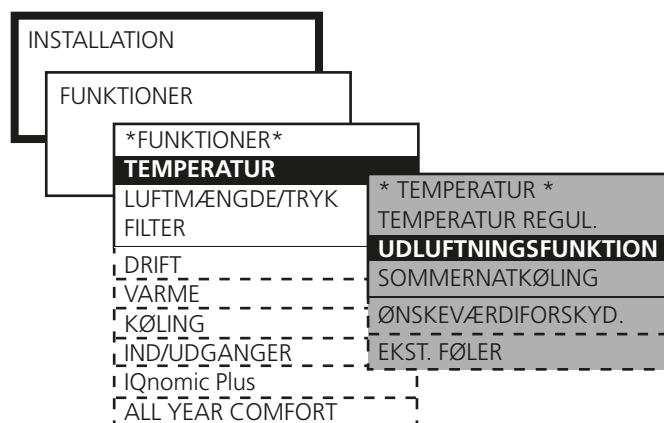 INSTALLATION
FUNKTIONER
*FUNKTIONER*
TEMPERATUR
LUFTMÆNGDE/TRYK
FILTER
DRIFT
VARME
KØLING
IND/UDGANGER
IQnomic Plus
ALL YEAR COMFORT
* TEMPERATUR *
TEMPERATUR REGUL.
UDLUFTNINGSFUNKTION
SOMMERNATKØLING
ØNSKEVÆRDIFORSKYD.
EKST. FØLER